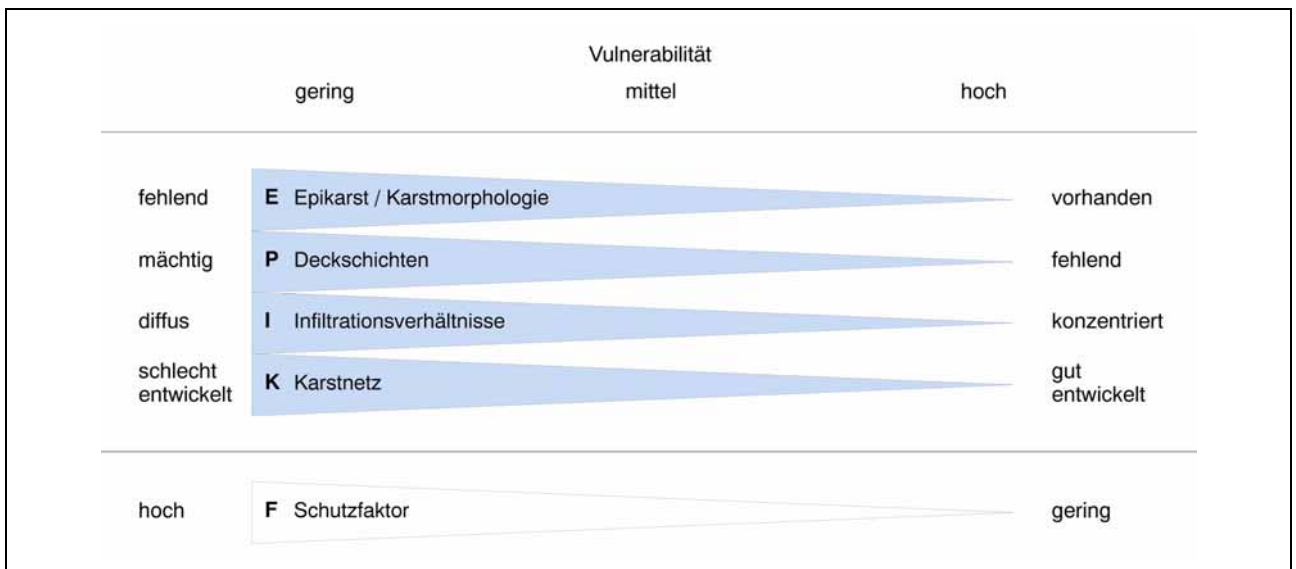 Vulnerabilität
gering mittel hoch
fehlend E Epikarst / Karstmorphologie vorhanden
mächtig P Deckschichten fehlend
diffus I Infiltrationsverhältnisse konzentriert
schlecht entwickelt K Karstnetz gut entwickelt
hoch F Schutzfaktor gering